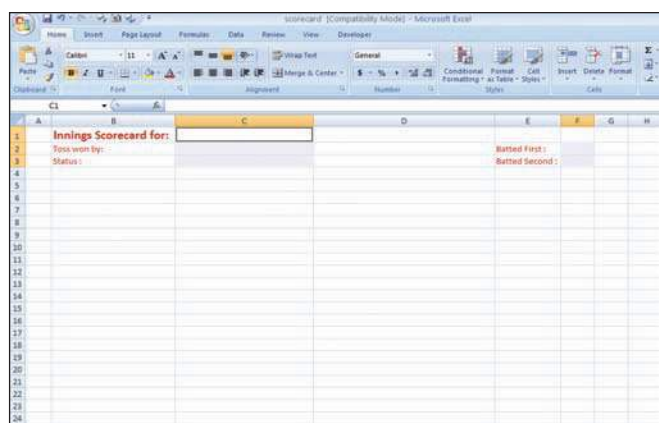 scorecard [Compatibility Mode] - Microsoft Excel
Home Insert Page Layout Formulas Data Review View Developer
Calibri 11 Wrap Text General
Paste B I U Merge & Center $ % , Conditional Formatting Format as Table Cell Styles Insert Delete Format
Clipboard Font Alignment Number Styles Cells
C1 fx
A B C D E F G H
1 Innings Scorecard for:
2 Toss won by: Batted First :
3 Status : Batted Second :
4
5
6
7
8
9
10
11
12
13
14
15
16
17
18
19
20
21
22
23
24